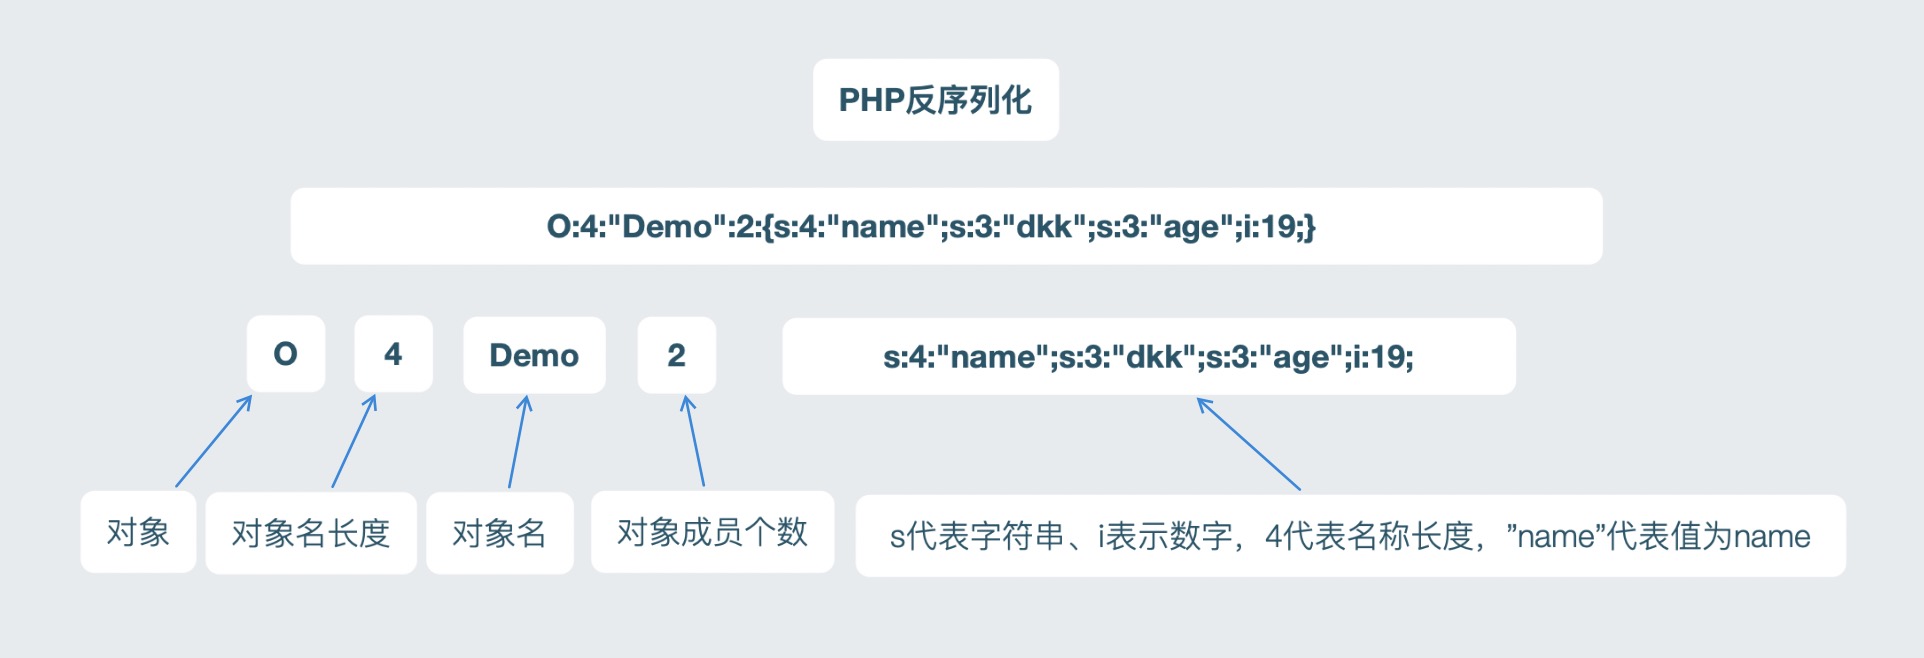 PHP反序列化
O:4:"Demo":2:{s:4:"name";s:3:"dkk";s:3:"age";i:19;}
O
4
Demo
2
s:4:"name";s:3:"dkk";s:3:"age";i:19;
对象
对象名长度
对象名
对象成员个数
s代表字符串、i表示数字，4代表名称长度，”name”代表值为name